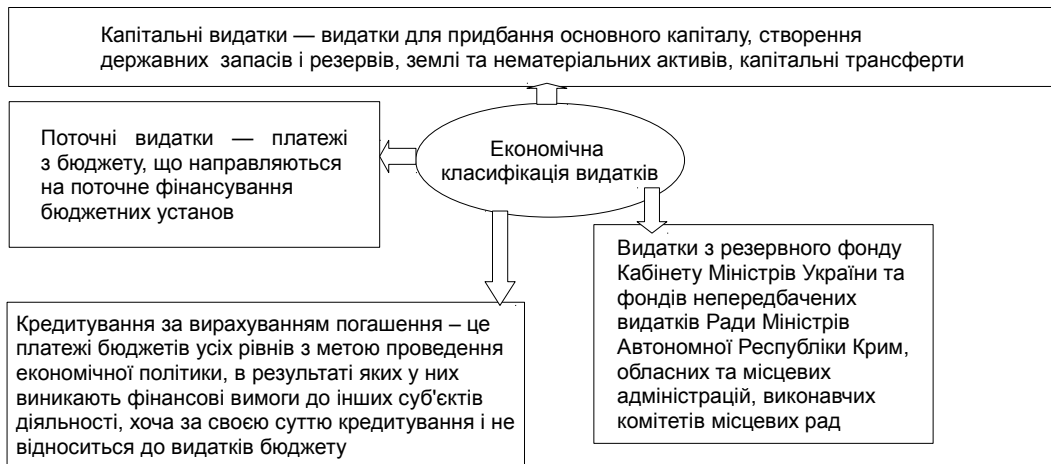 Капітальні видатки — видатки для придбання основного капіталу, створення
державних запасів і резервів, землі та нематеріальних активів, капітальні трансферти
Поточні видатки — платежі
з бюджету, що направляються
на поточне фінансування
бюджетних установ
Економічна
класифікація видатків
Видатки з резервного фонду
Кабінету Міністрів України та
фондів непередбачених
видатків Ради Міністрів
Автономної Республіки Крим,
обласних та місцевих
адміністрацій, виконавчих
комітетів місцевих рад
Кредитування за вирахуванням погашення – це
платежі бюджетів усіх рівнів з метою проведення
економічної політики, в результаті яких у них
виникають фінансові вимоги до інших суб'єктів
діяльності, хоча за своєю суттю кредитування і не
відноситься до видатків бюджету